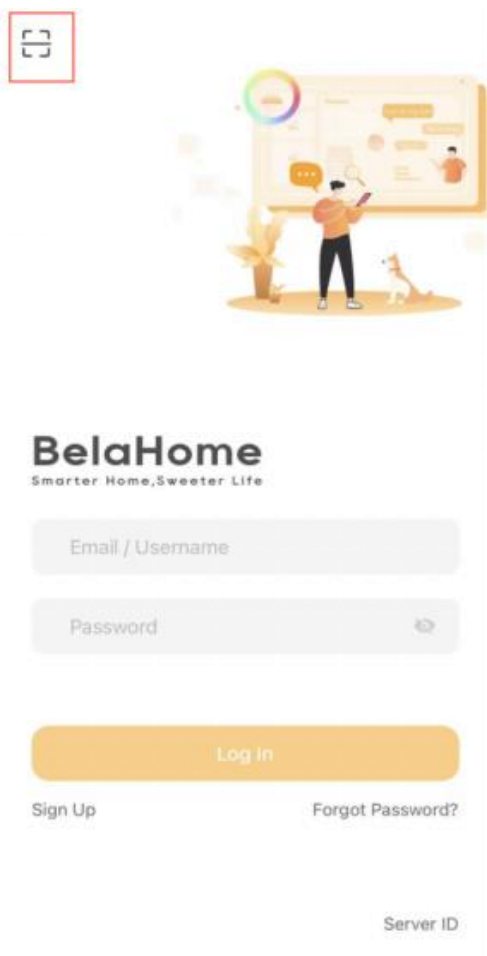 BelaHome
Smarter Home,Sweeter Life
Email / Username
Password
Log In
Sign Up
Forgot Password?
Server ID